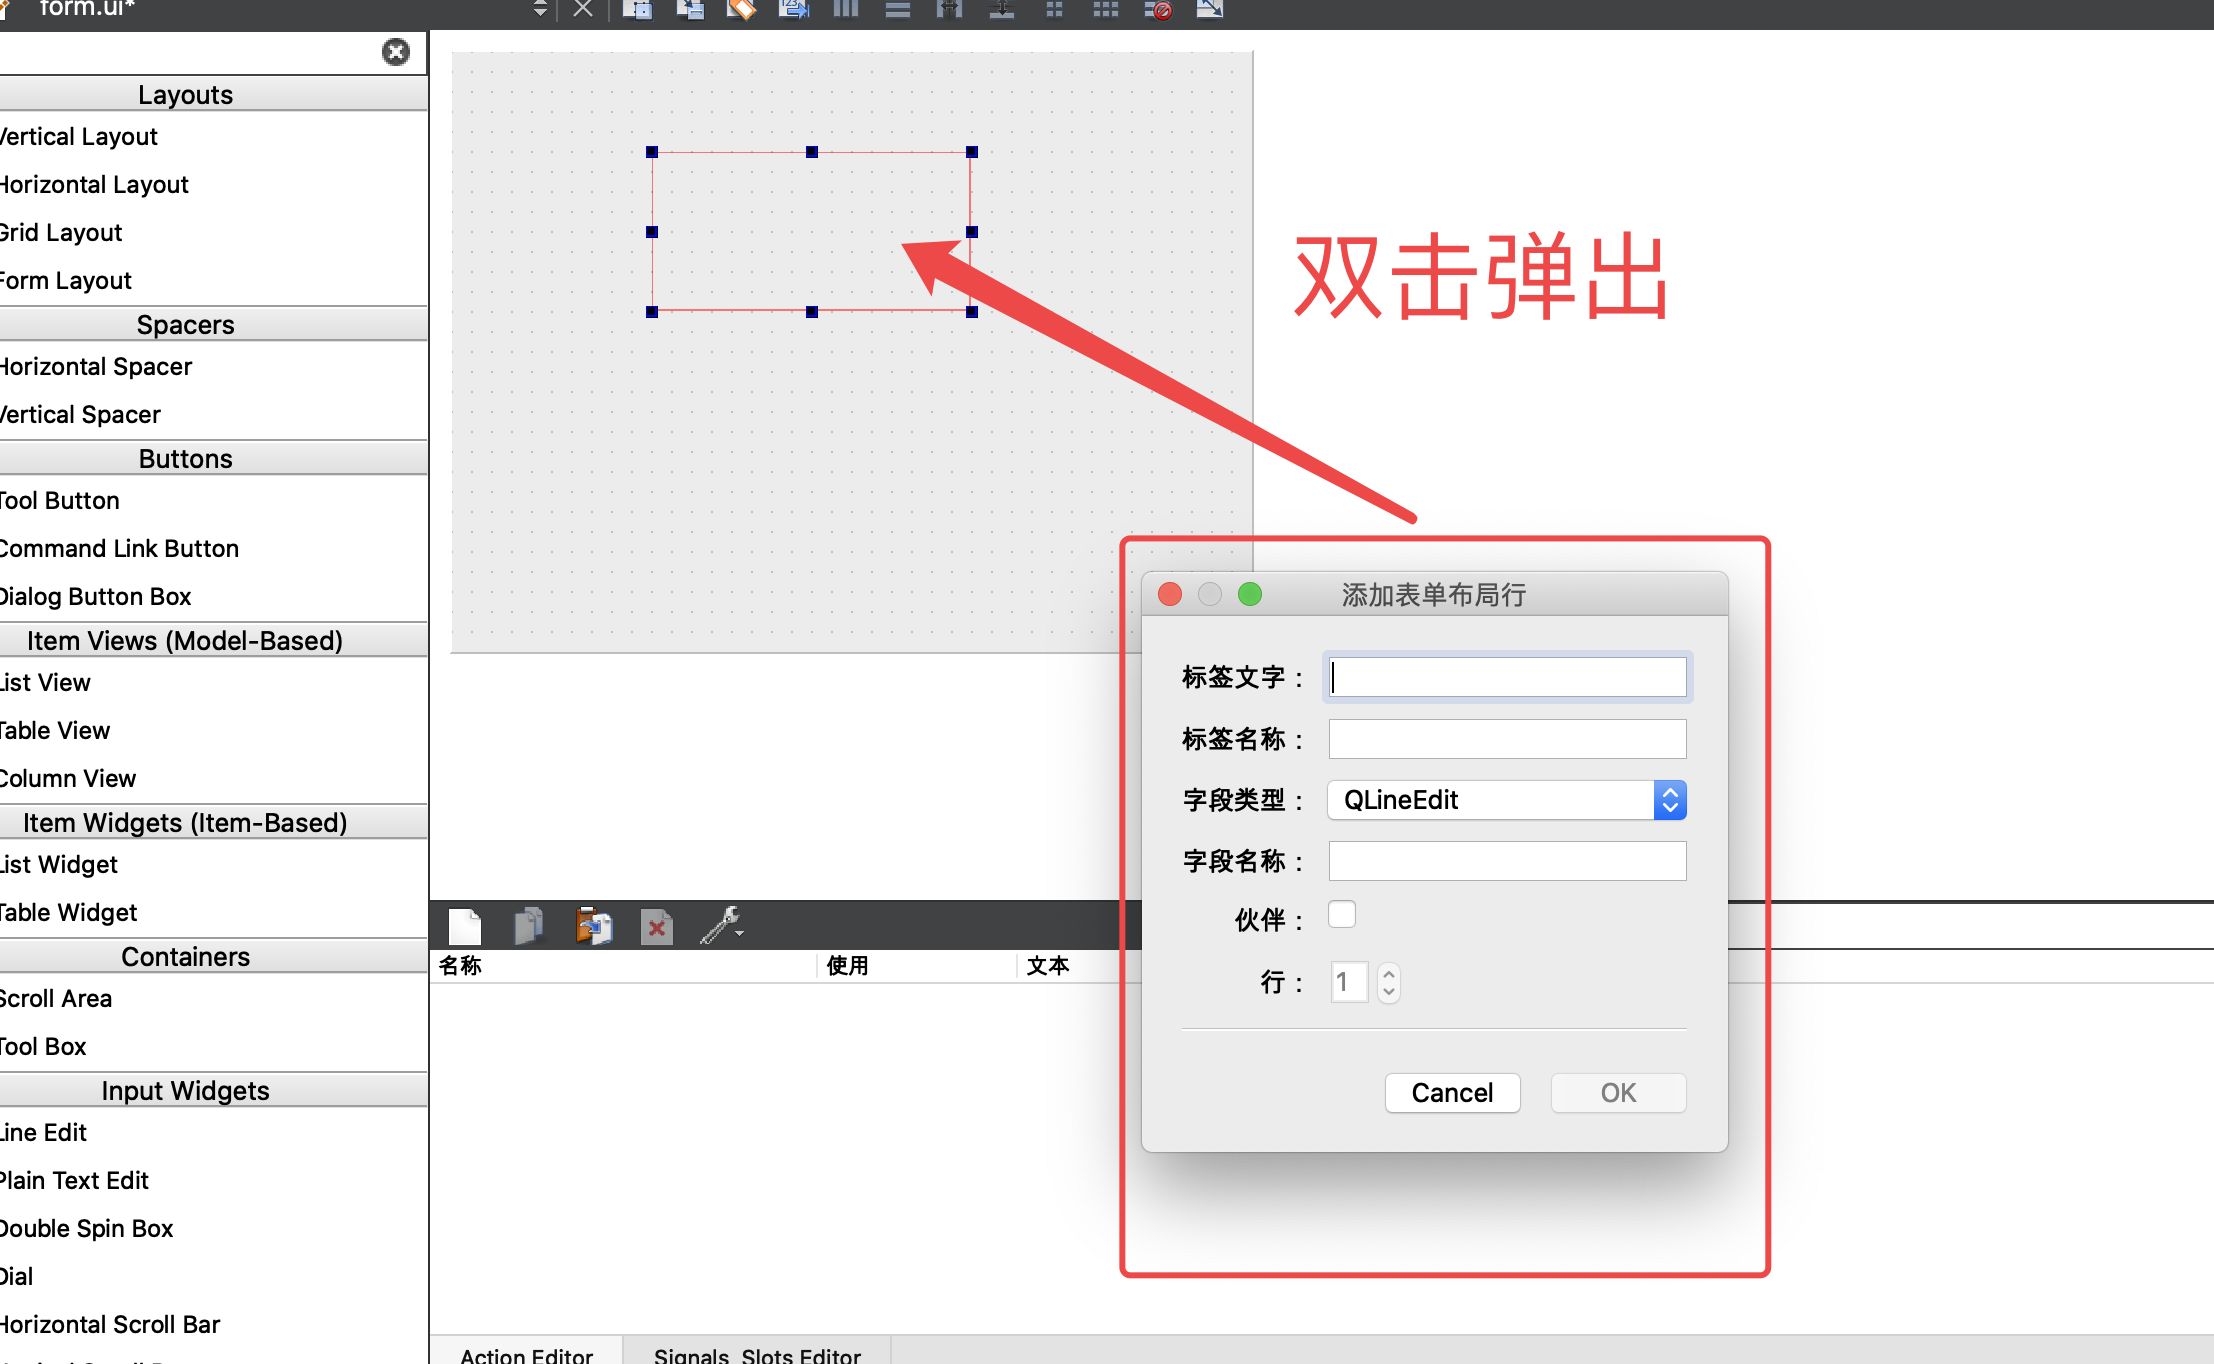 form.ui*
Layouts
Vertical Layout
Horizontal Layout
Grid Layout
Form Layout
Spacers
Horizontal Spacer
Vertical Spacer
Buttons
Tool Button
Command Link Button
Dialog Button Box
Item Views (Model-Based)
List View
Table View
Column View
Item Widgets (Item-Based)
List Widget
Table Widget
Containers
Scroll Area
Tool Box
Input Widgets
Line Edit
Plain Text Edit
Double Spin Box
Dial
Horizontal Scroll Bar
双击弹出
添加表单布局行
标签文字：
标签名称：
字段类型： QLineEdit
字段名称：
伙伴：
行： 1
Cancel OK
名称 使用 文本
Action Editor Signals Slots Editor